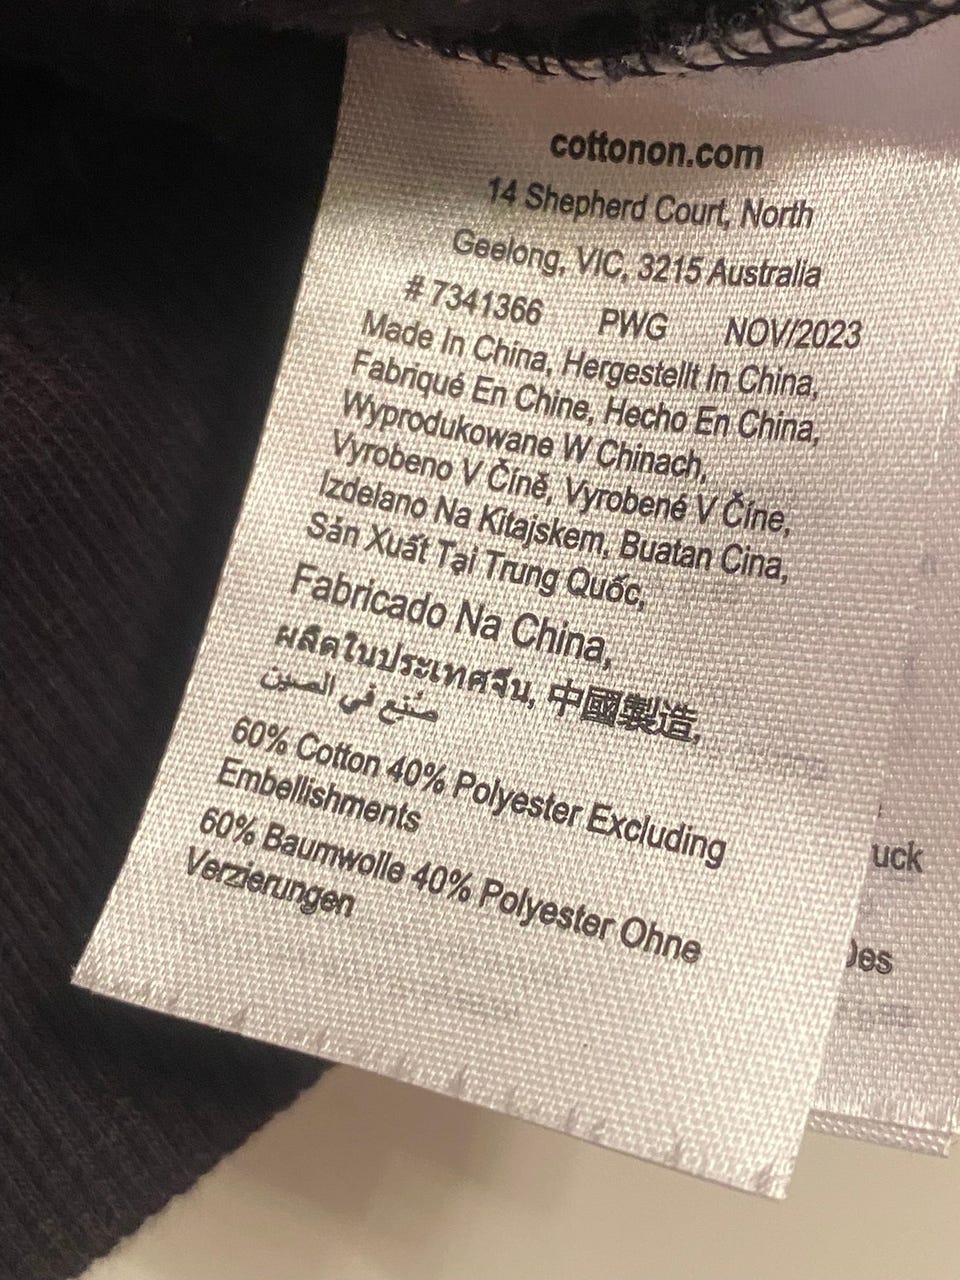 cottonon.com
14 Shepherd Court, North
Geelong, VIC, 3215 Australia
# 7341366 PWG NOV/2023
Made In China, Hergestellt In China,
Fabriqué En Chine, Hecho En China,
Wyprodukowane W Chinach,
Vyrobeno V Číně, Vyrobené V Číne,
Izdelano Na Kitajskem, Buatan Cina,
Sản Xuất Tại Trung Quốc,
Fabricado Na China,
ผลิตในประเทศจีน, 中國製造,
صُنع في الصين
60% Cotton 40% Polyester Excluding
Embellishments
60% Baumwolle 40% Polyester Ohne
Verzierungen
uck
Des